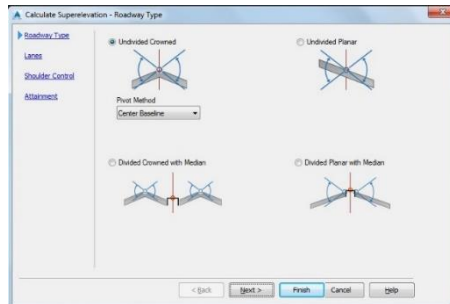 Calculate Superelevation - Roadway Type
Roadway Type
Lanes
Shoulder Control
Attainment
Undivided Crowned
Undivided Planar
Pivot Method
Center Baseline
Divided Crowned with Median
Divided Planar with Median
< Back
Next >
Finish
Cancel
Help